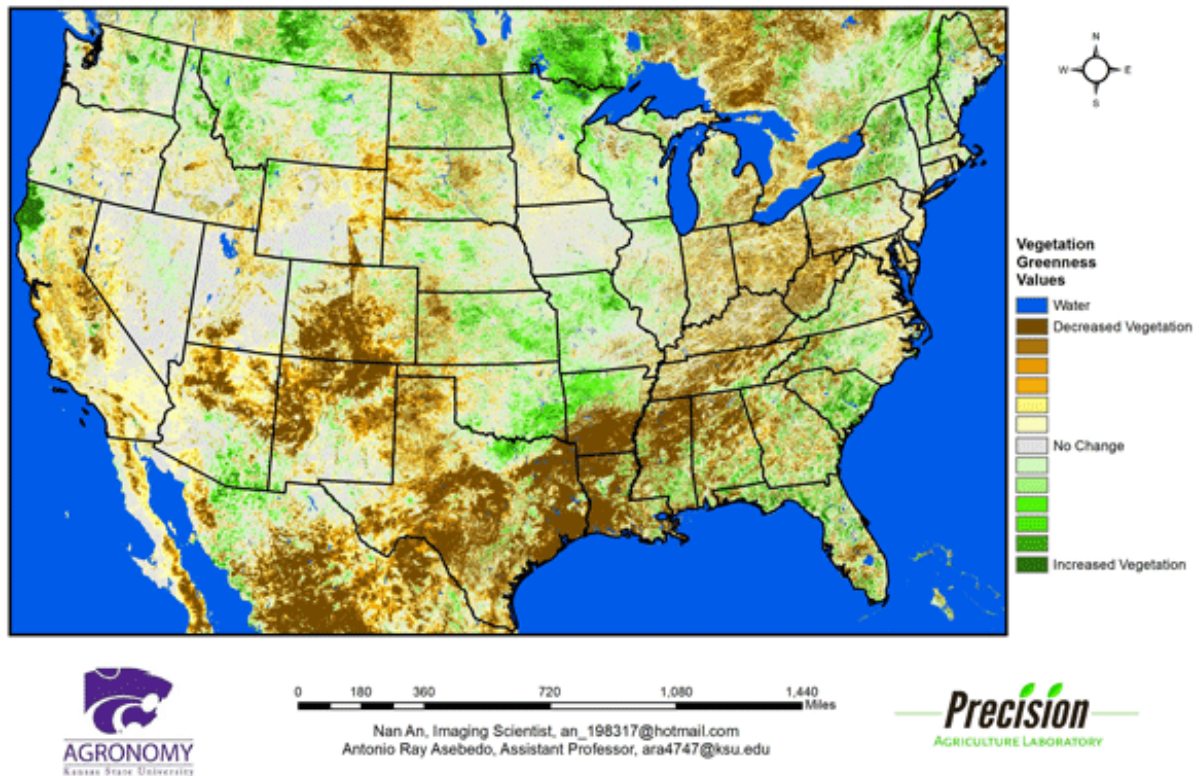 N
W
E
S
Vegetation
Greenness
Values
Water
Decreased Vegetation
No Change
Increased Vegetation
0 180 360 720 1,080 1,440
Miles
Nan An, Imaging Scientist, an_198317@hotmail.com
Antonio Ray Asebedo, Assistant Professor, ara4747@ksu.edu
AGRONOMY
Kansas State University
Precision
AGRICULTURE LABORATORY